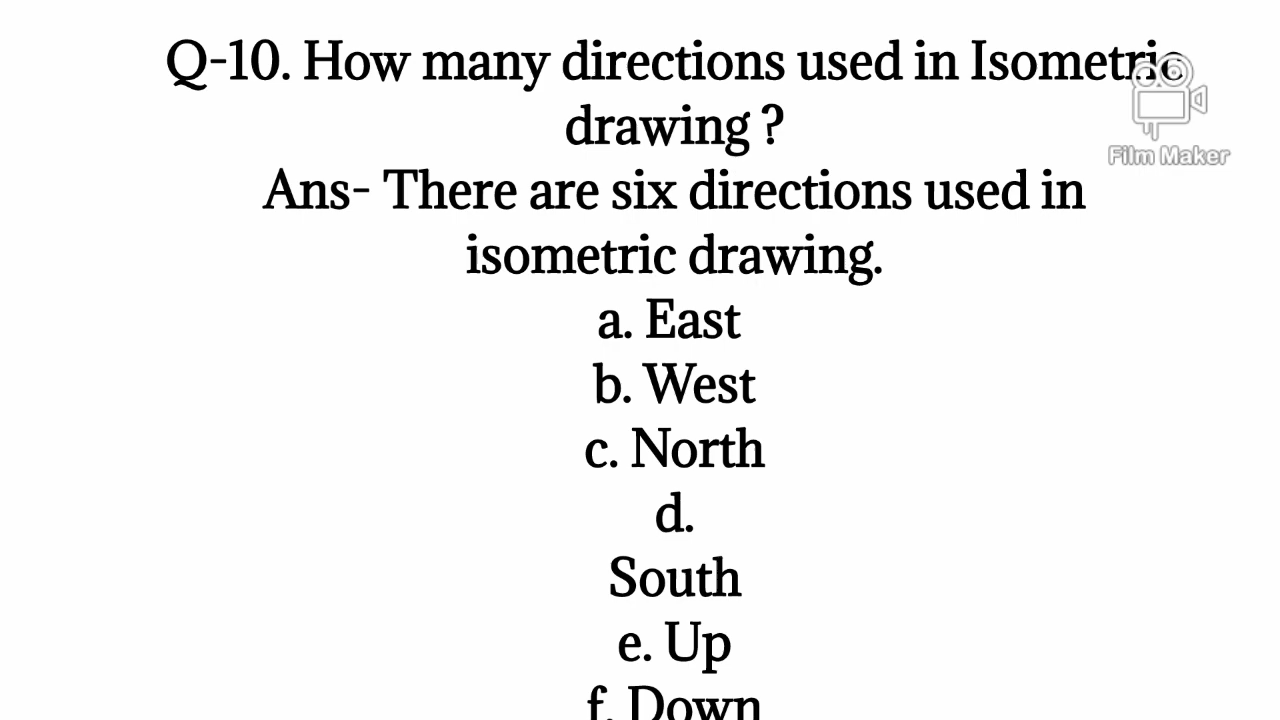 Q-10. How many directions used in Isometric
drawing ?
Film Maker
Ans- There are six directions used in
isometric drawing.
a. East
b. West
c. North
d.
South
e. Up
f. Down